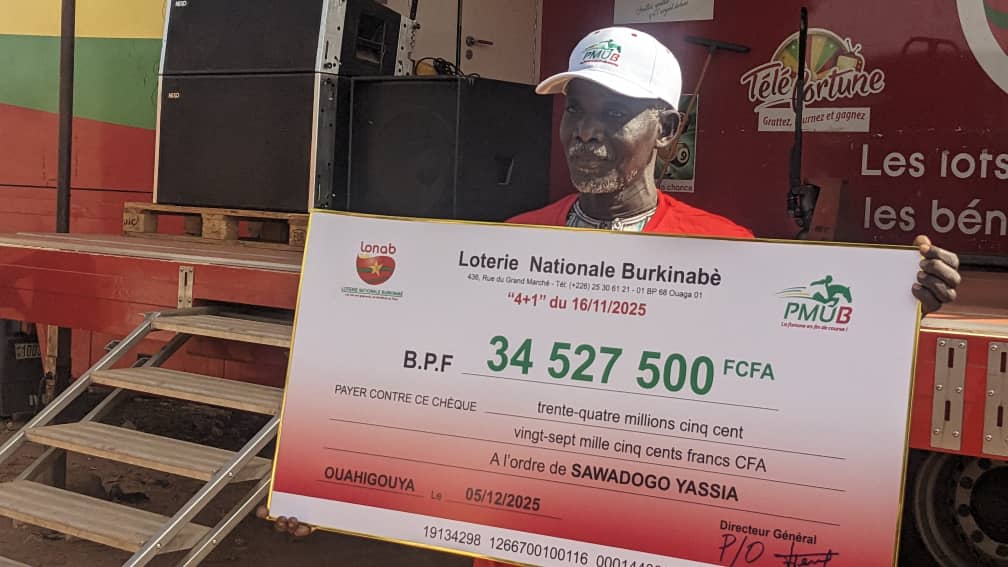 PMUB
TéléFortune
Grattez, tournez et gagnez
la chance
Les lots
les bén
lonab
LOTERIE NATIONALE BURKINABÈ
Loterie Nationale Burkinabè
436, Rue du Grand Marché - Tél: (+226) 25 30 61 21 - 01 BP 68 Ouaga 01
"4+1" du 16/11/2025
PMUB
La fortune en fin de course !
B.P.F 34 527 500 FCFA
PAYER CONTRE CE CHÈQUE trente-quatre millions cinq cent
vingt-sept mille cinq cents francs CFA
A l'ordre de SAWADOGO YASSIA
OUAHIGOUYA Le 05/12/2025
Directeur Général
P/O
19134298 1266700100116